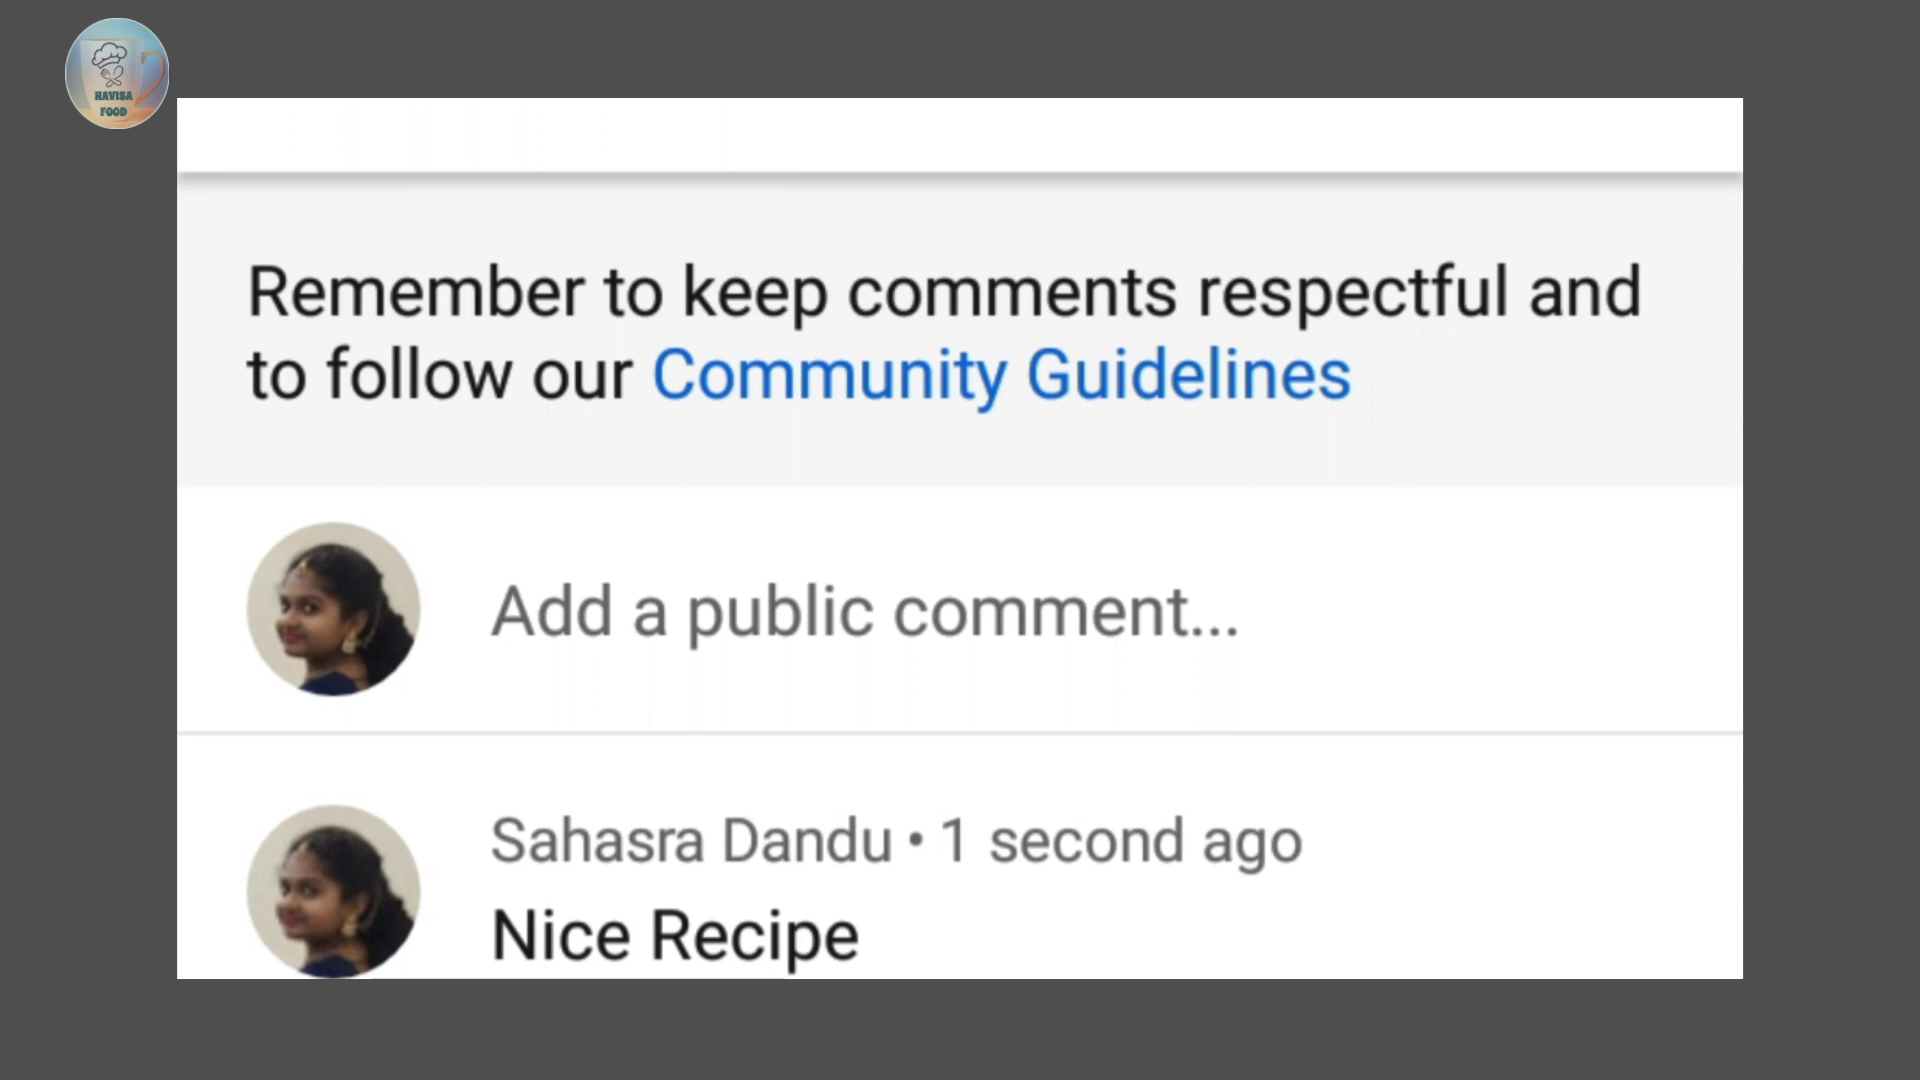 HAVISA
FOOD
Remember to keep comments respectful and
to follow our Community Guidelines
Add a public comment...
Sahasra Dandu • 1 second ago
Nice Recipe